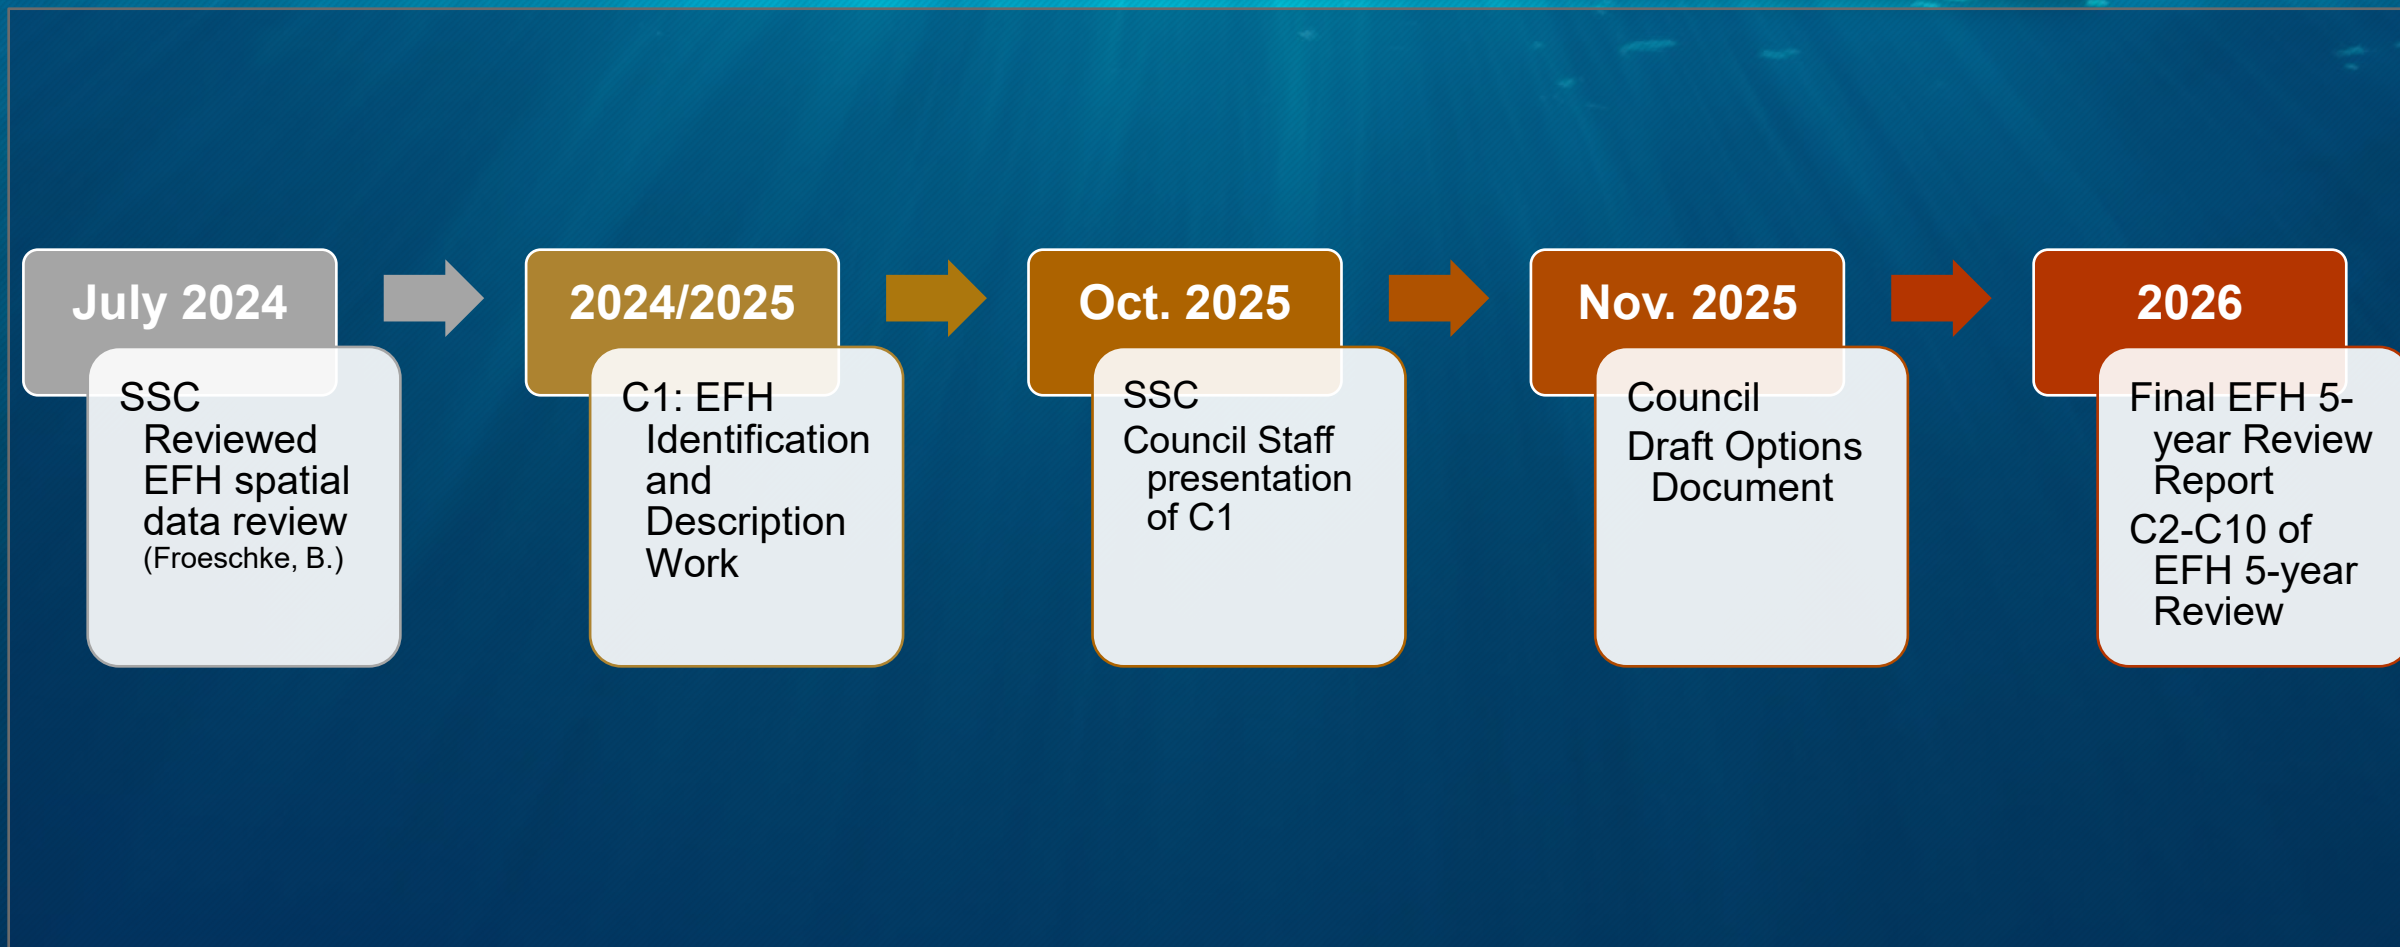 July 2024
SSC
Reviewed
EFH spatial
data review
(Froeschke, B.)
2024/2025
C1: EFH
Identification
and
Description
Work
Oct. 2025
SSC
Council Staff
presentation
of C1
Nov. 2025
Council
Draft Options
Document
2026
Final EFH 5-
year Review
Report
C2-C10 of
EFH 5-year
Review